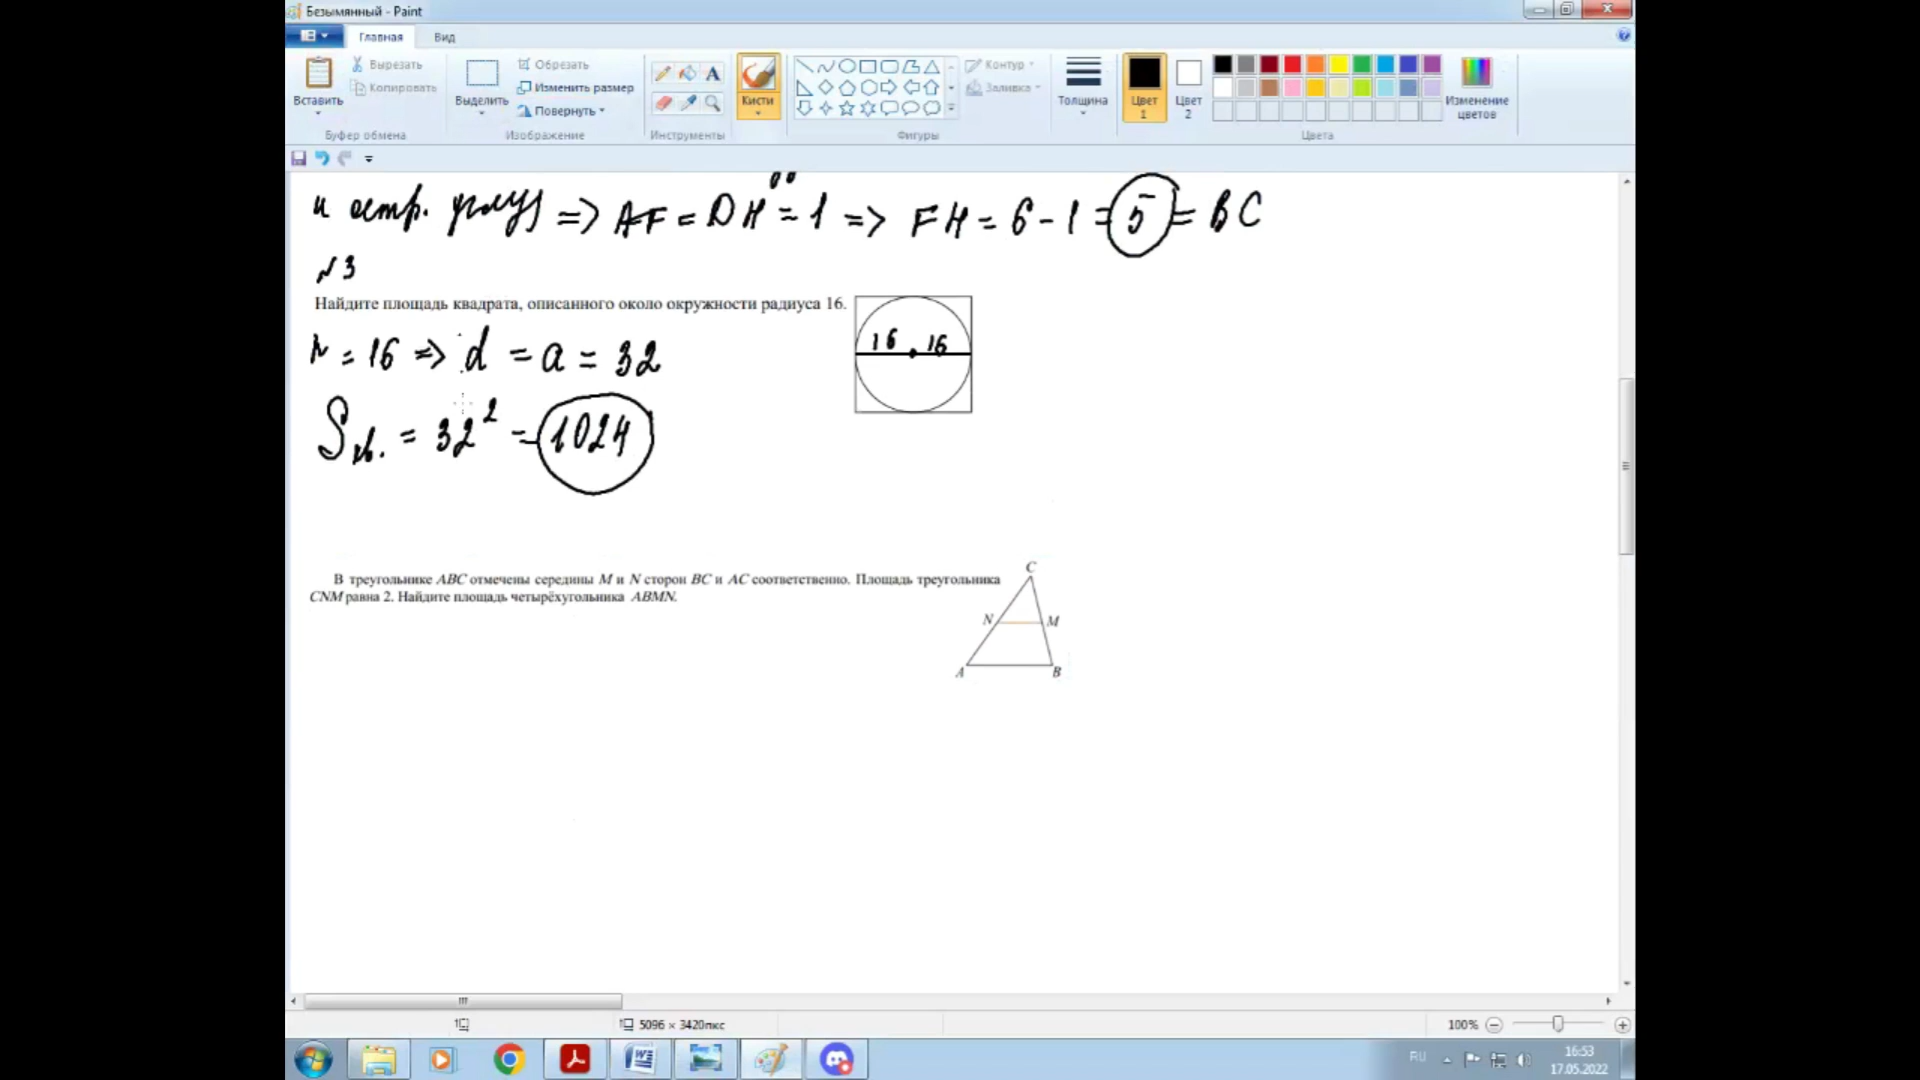 Безымянный - Paint
Главная Вид
Вставить
Вырезать
Копировать
Буфер обмена
Выделить
Обрезать
Изменить размер
Повернуть
Изображение
A
Инструменты
Кисти
Контур
Заливка
Фигуры
Толщина
Цвет 1
Цвет 2
Изменение цветов
Цвета
и остр. углу) => AF = DH = 1 => FH = 6 - 1 = 5 = BC
№3
Найдите площадь квадрата, описанного около окружности радиуса 16.
16 16
r = 16 => d = a = 32
Sкв. = 32² = 1024
В треугольнике ABC отмечены середины M и N сторон BC и AC соответственно. Площадь треугольника
CNM равна 2. Найдите площадь четырёхугольника ABMN.
C
N M
A B
5096 × 3420пкс
100%
RU
16:53
17.05.2022